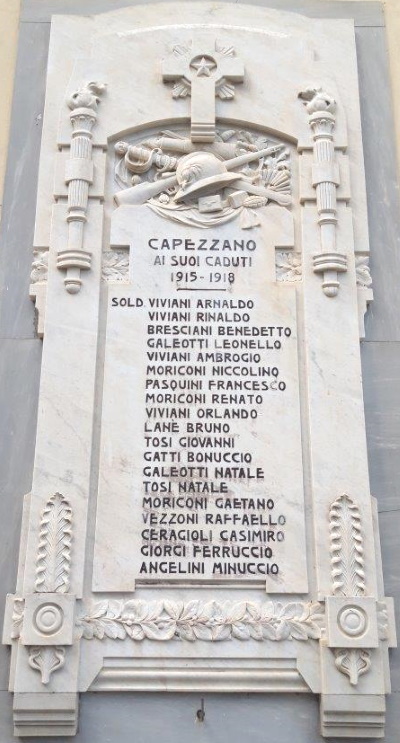 CAPEZZANO
AI SUOI CADUTI
1915-1918
SOLD. VIVIANI ARNALDO
VIVIANI RINALDO
BRESCIANI BENEDETTO
GALEOTTI LEONELLO
VIVIANI AMBROGIO
MORICONI NICCOLINO
PASQUINI FRANCESCO
MORICONI RENATO
VIVIANI ORLANDO
LANÈ BRUNO
TOSI GIOVANNI
GATTI BONUCCIO
GALEOTTI NATALE
TOSI NATALE
MORICONI GAETANO
VEZZONI RAFFAELLO
CERAGIOLI CASIMIRO
GIORGI FERRUCCIO
ANGELINI MINUCCIO